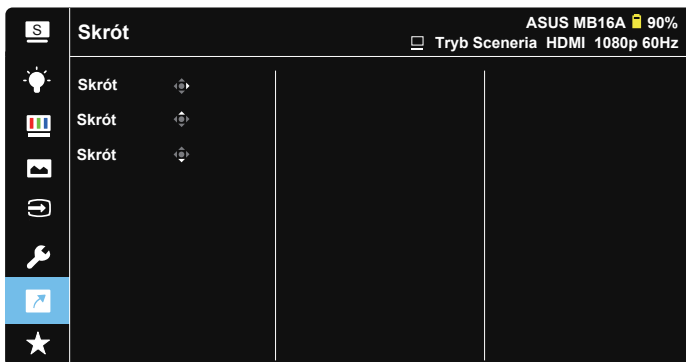 S
Skrót
ASUS MB16A 90%
Tryb Sceneria HDMI 1080p 60Hz
Skrót
Skrót
Skrót